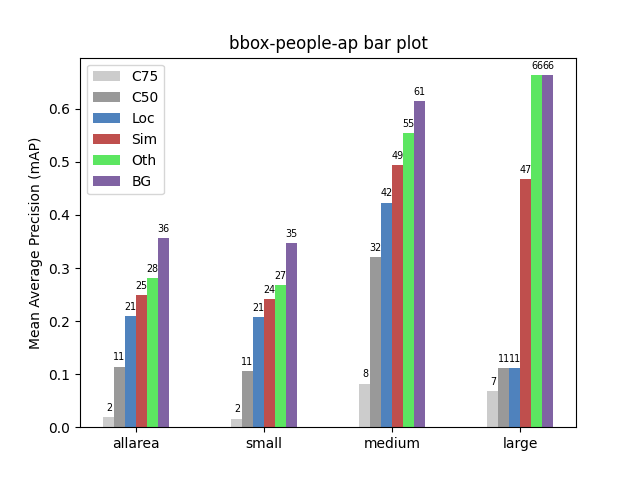 bbox-people-ap bar plot
Mean Average Precision (mAP)
0.6
0.5
0.4
0.3
0.2
0.1
0.0
C75
C50
Loc
Sim
Oth
BG
2 11 21 25 28 36
2 11 21 24 27 35
8 32 42 49 55 61
7 11 11 47 66 66
allarea small medium large